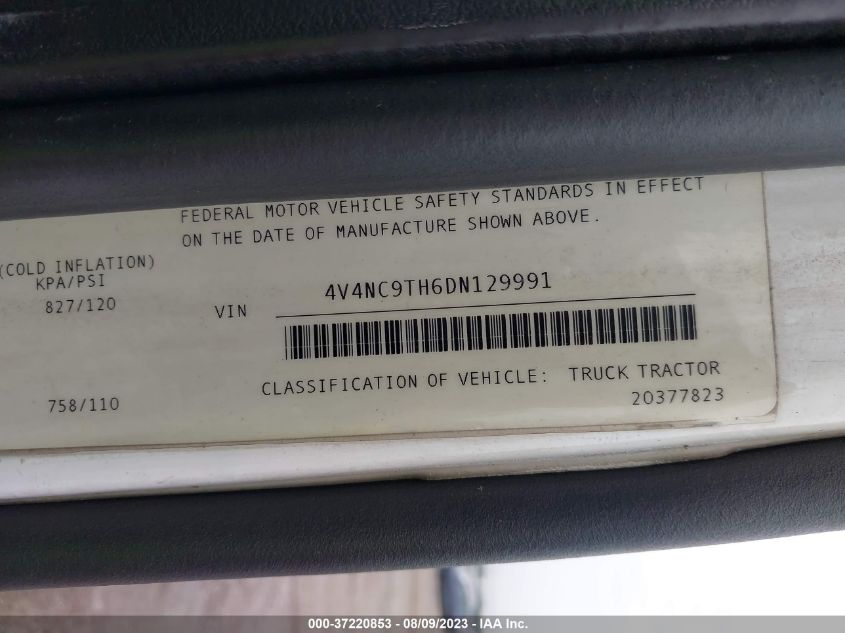 FEDERAL MOTOR VEHICLE SAFETY STANDARDS IN EFFECT
ON THE DATE OF MANUFACTURE SHOWN ABOVE.
(COLD INFLATION)
KPA/PSI
827/120
VIN 4V4NC9TH6DN129991
CLASSIFICATION OF VEHICLE: TRUCK TRACTOR
758/110
20377823
000-37220853 - 08/09/2023 - IAA Inc.